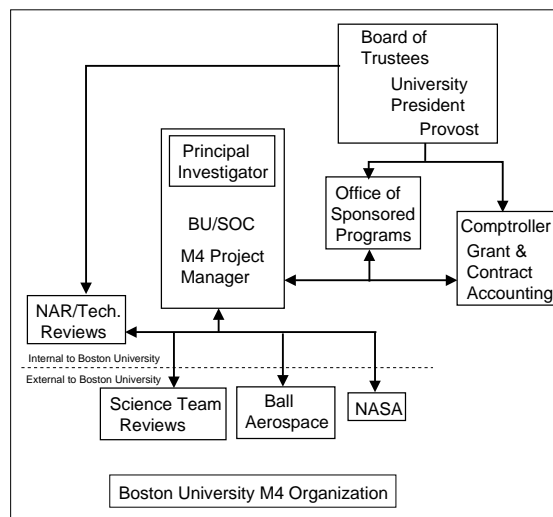 Board of
Trustees
University
President
Provost
Principal
Investigator
BU/SOC
M4 Project
Manager
Office of
Sponsored
Programs
Comptroller
Grant &
Contract
Accounting
NAR/Tech.
Reviews
Internal to Boston University
External to Boston University
Science Team
Reviews
Ball
Aerospace
NASA
Boston University M4 Organization